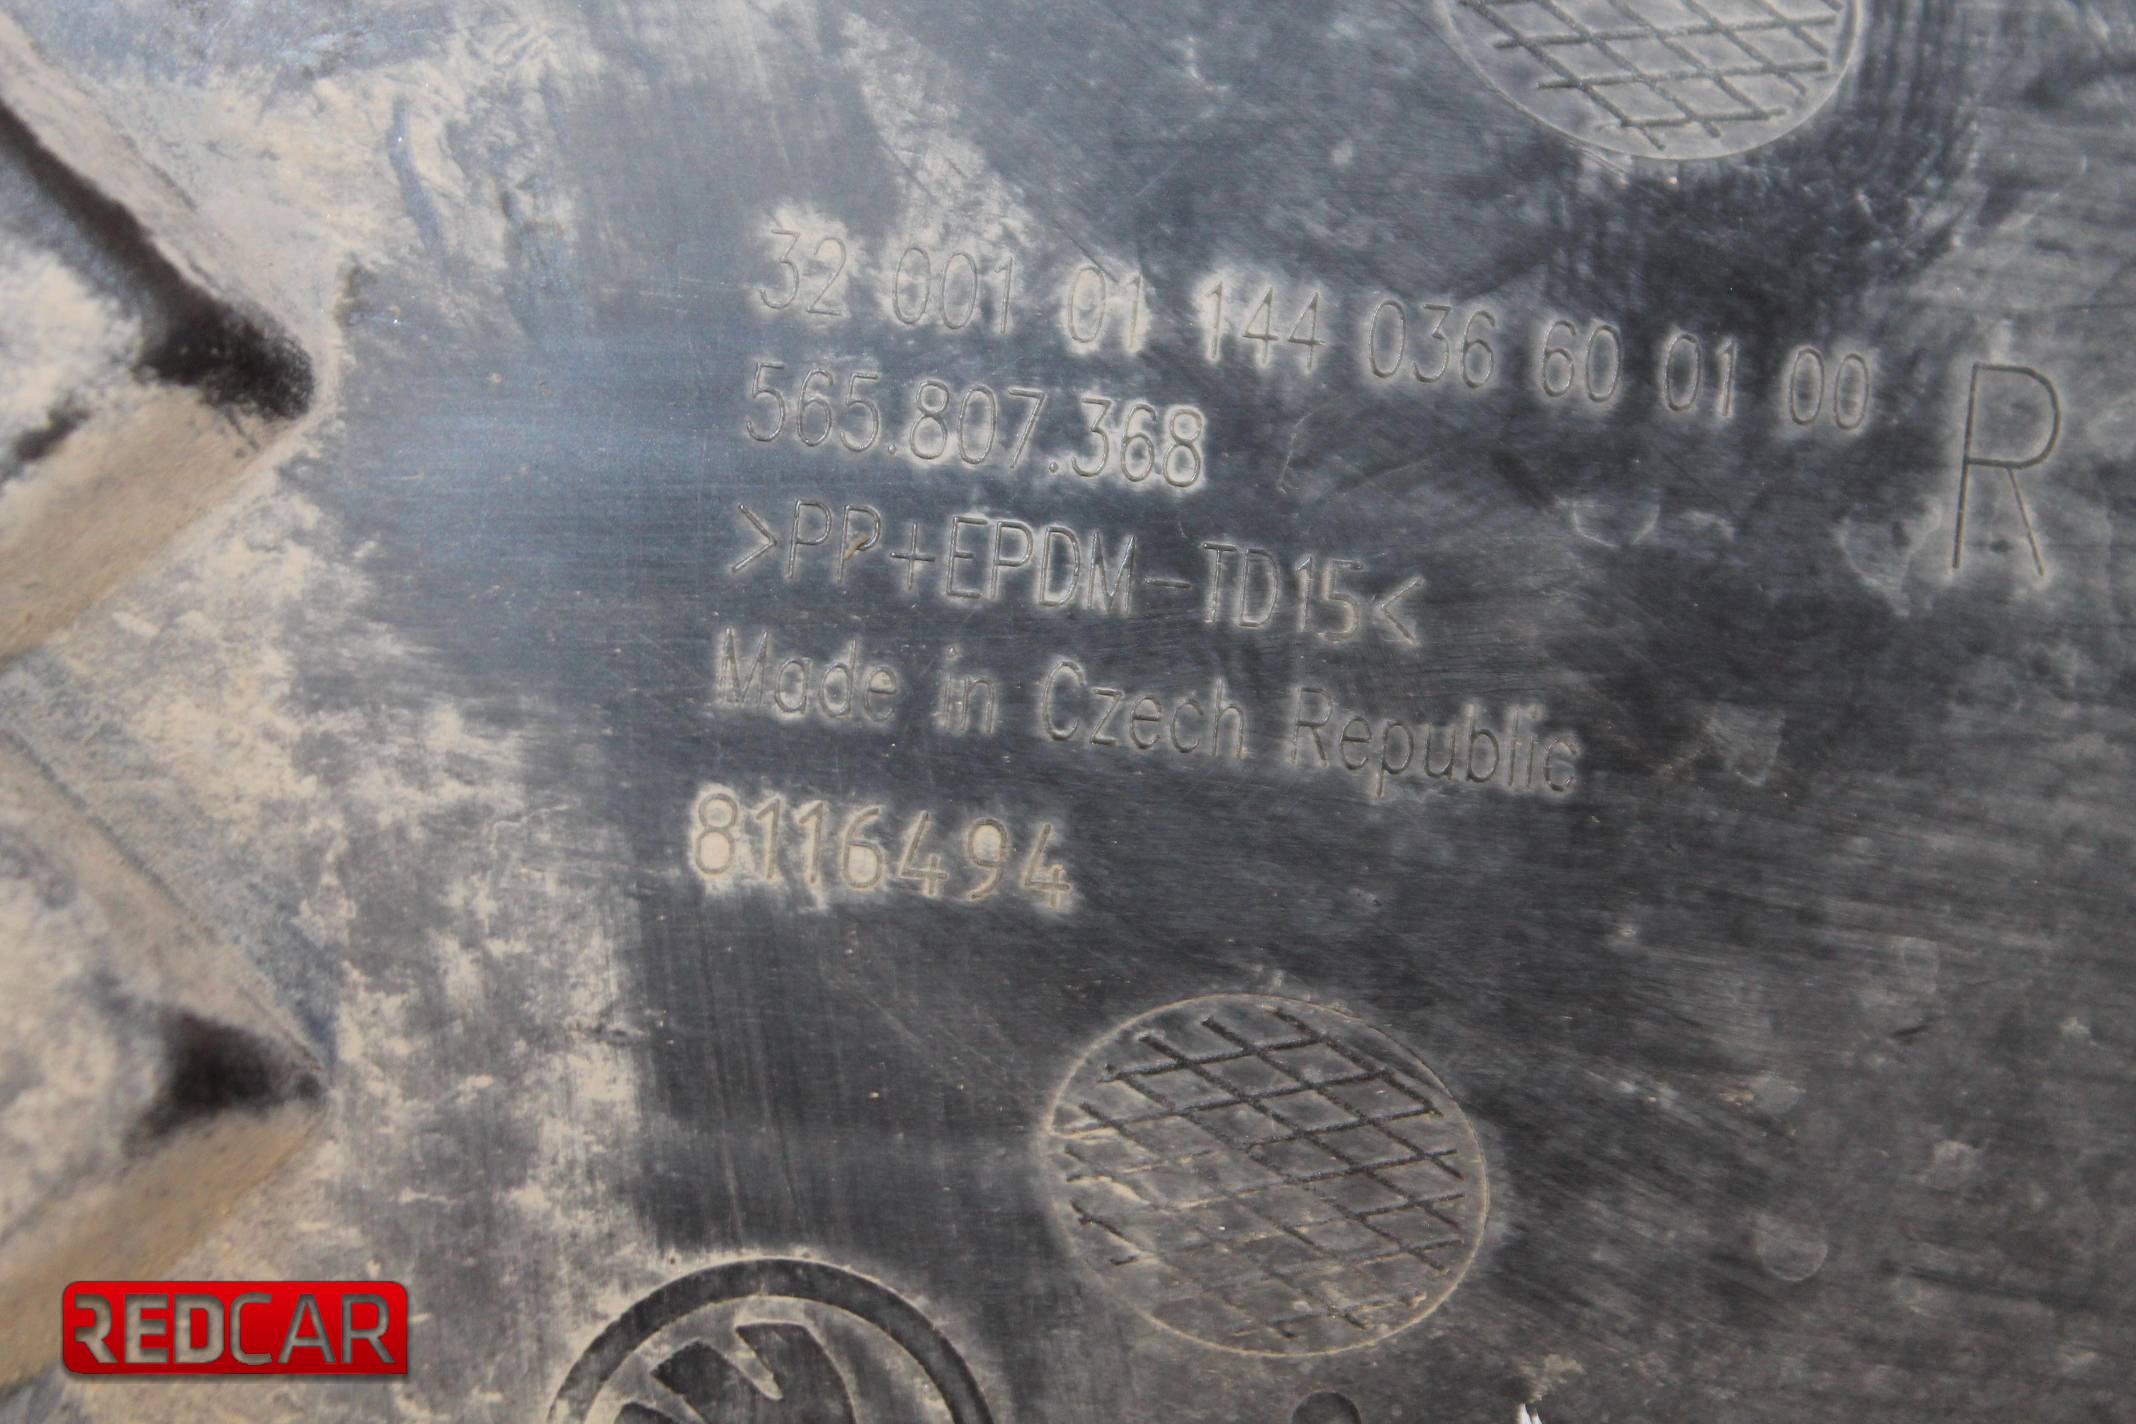 32 001 01 144 036 60 01 00
565.807.368
R
>PP+EPDM-TD15<
Made in Czech Republic
8116494
REDCAR